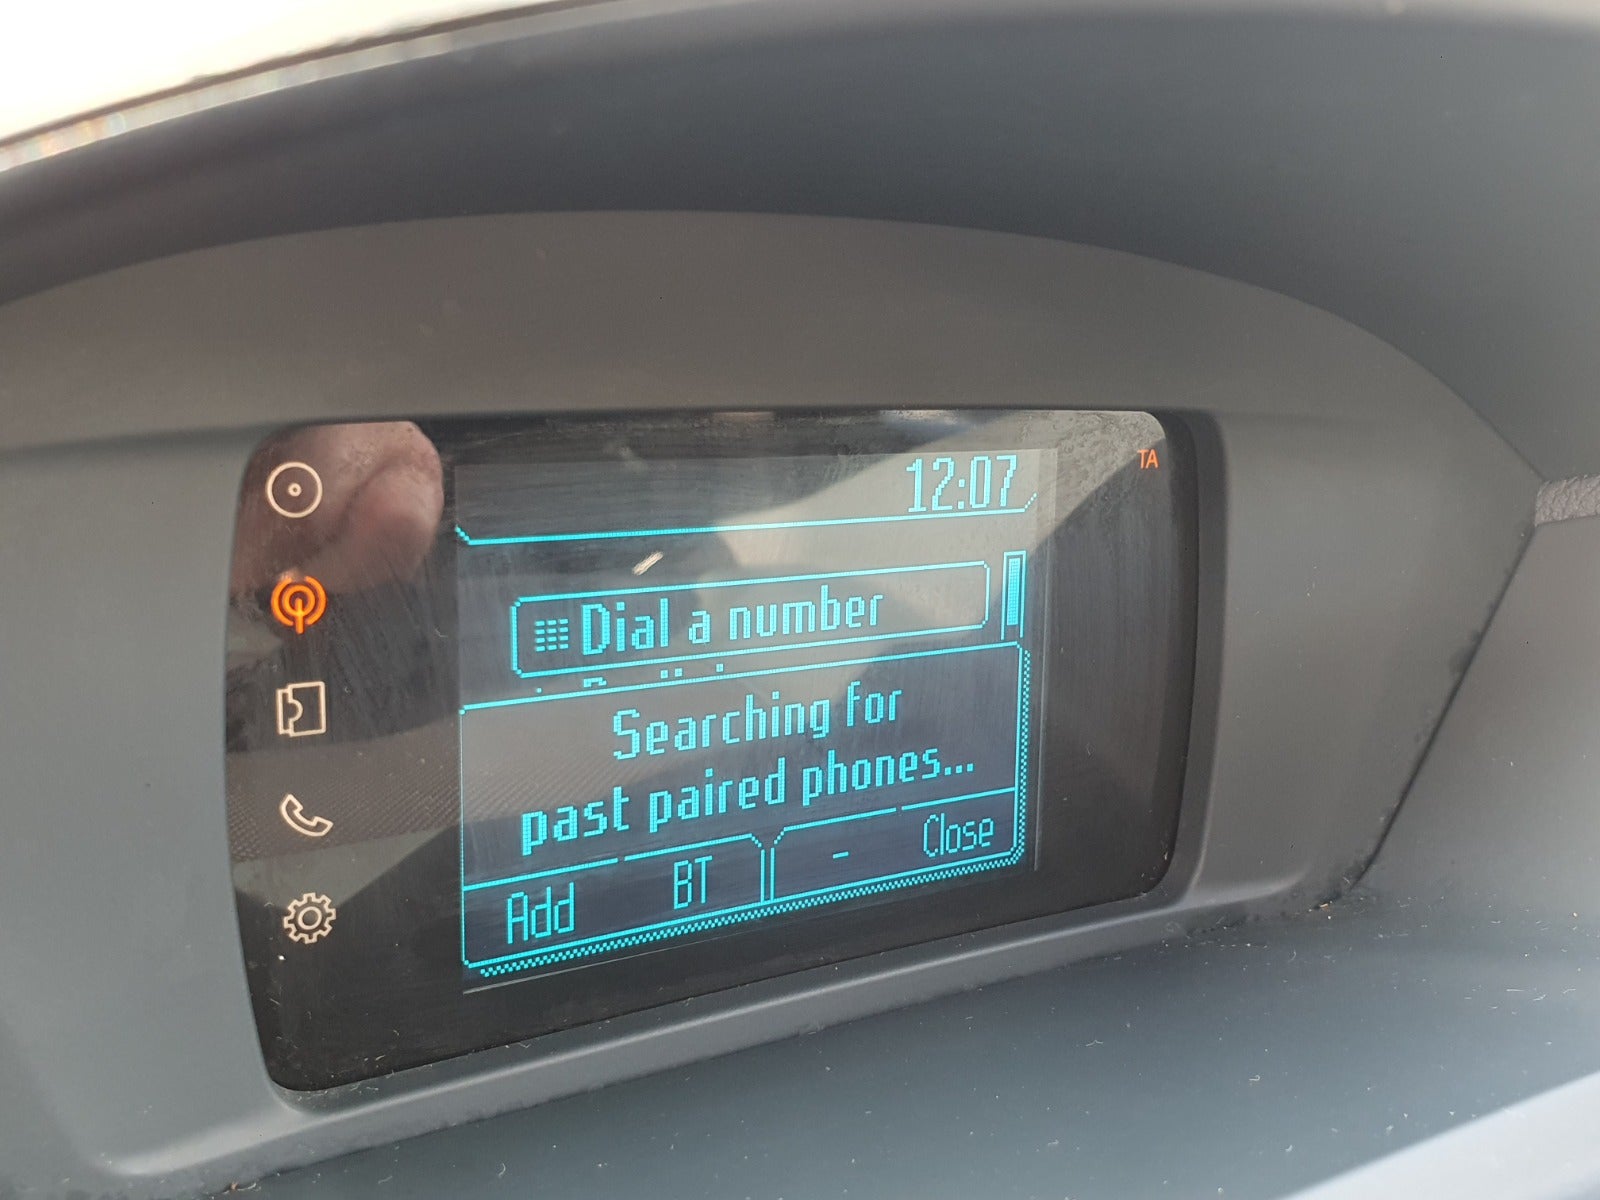 12:07
TA
Dial a number
Searching for
past paired phones...
Add BT - Close